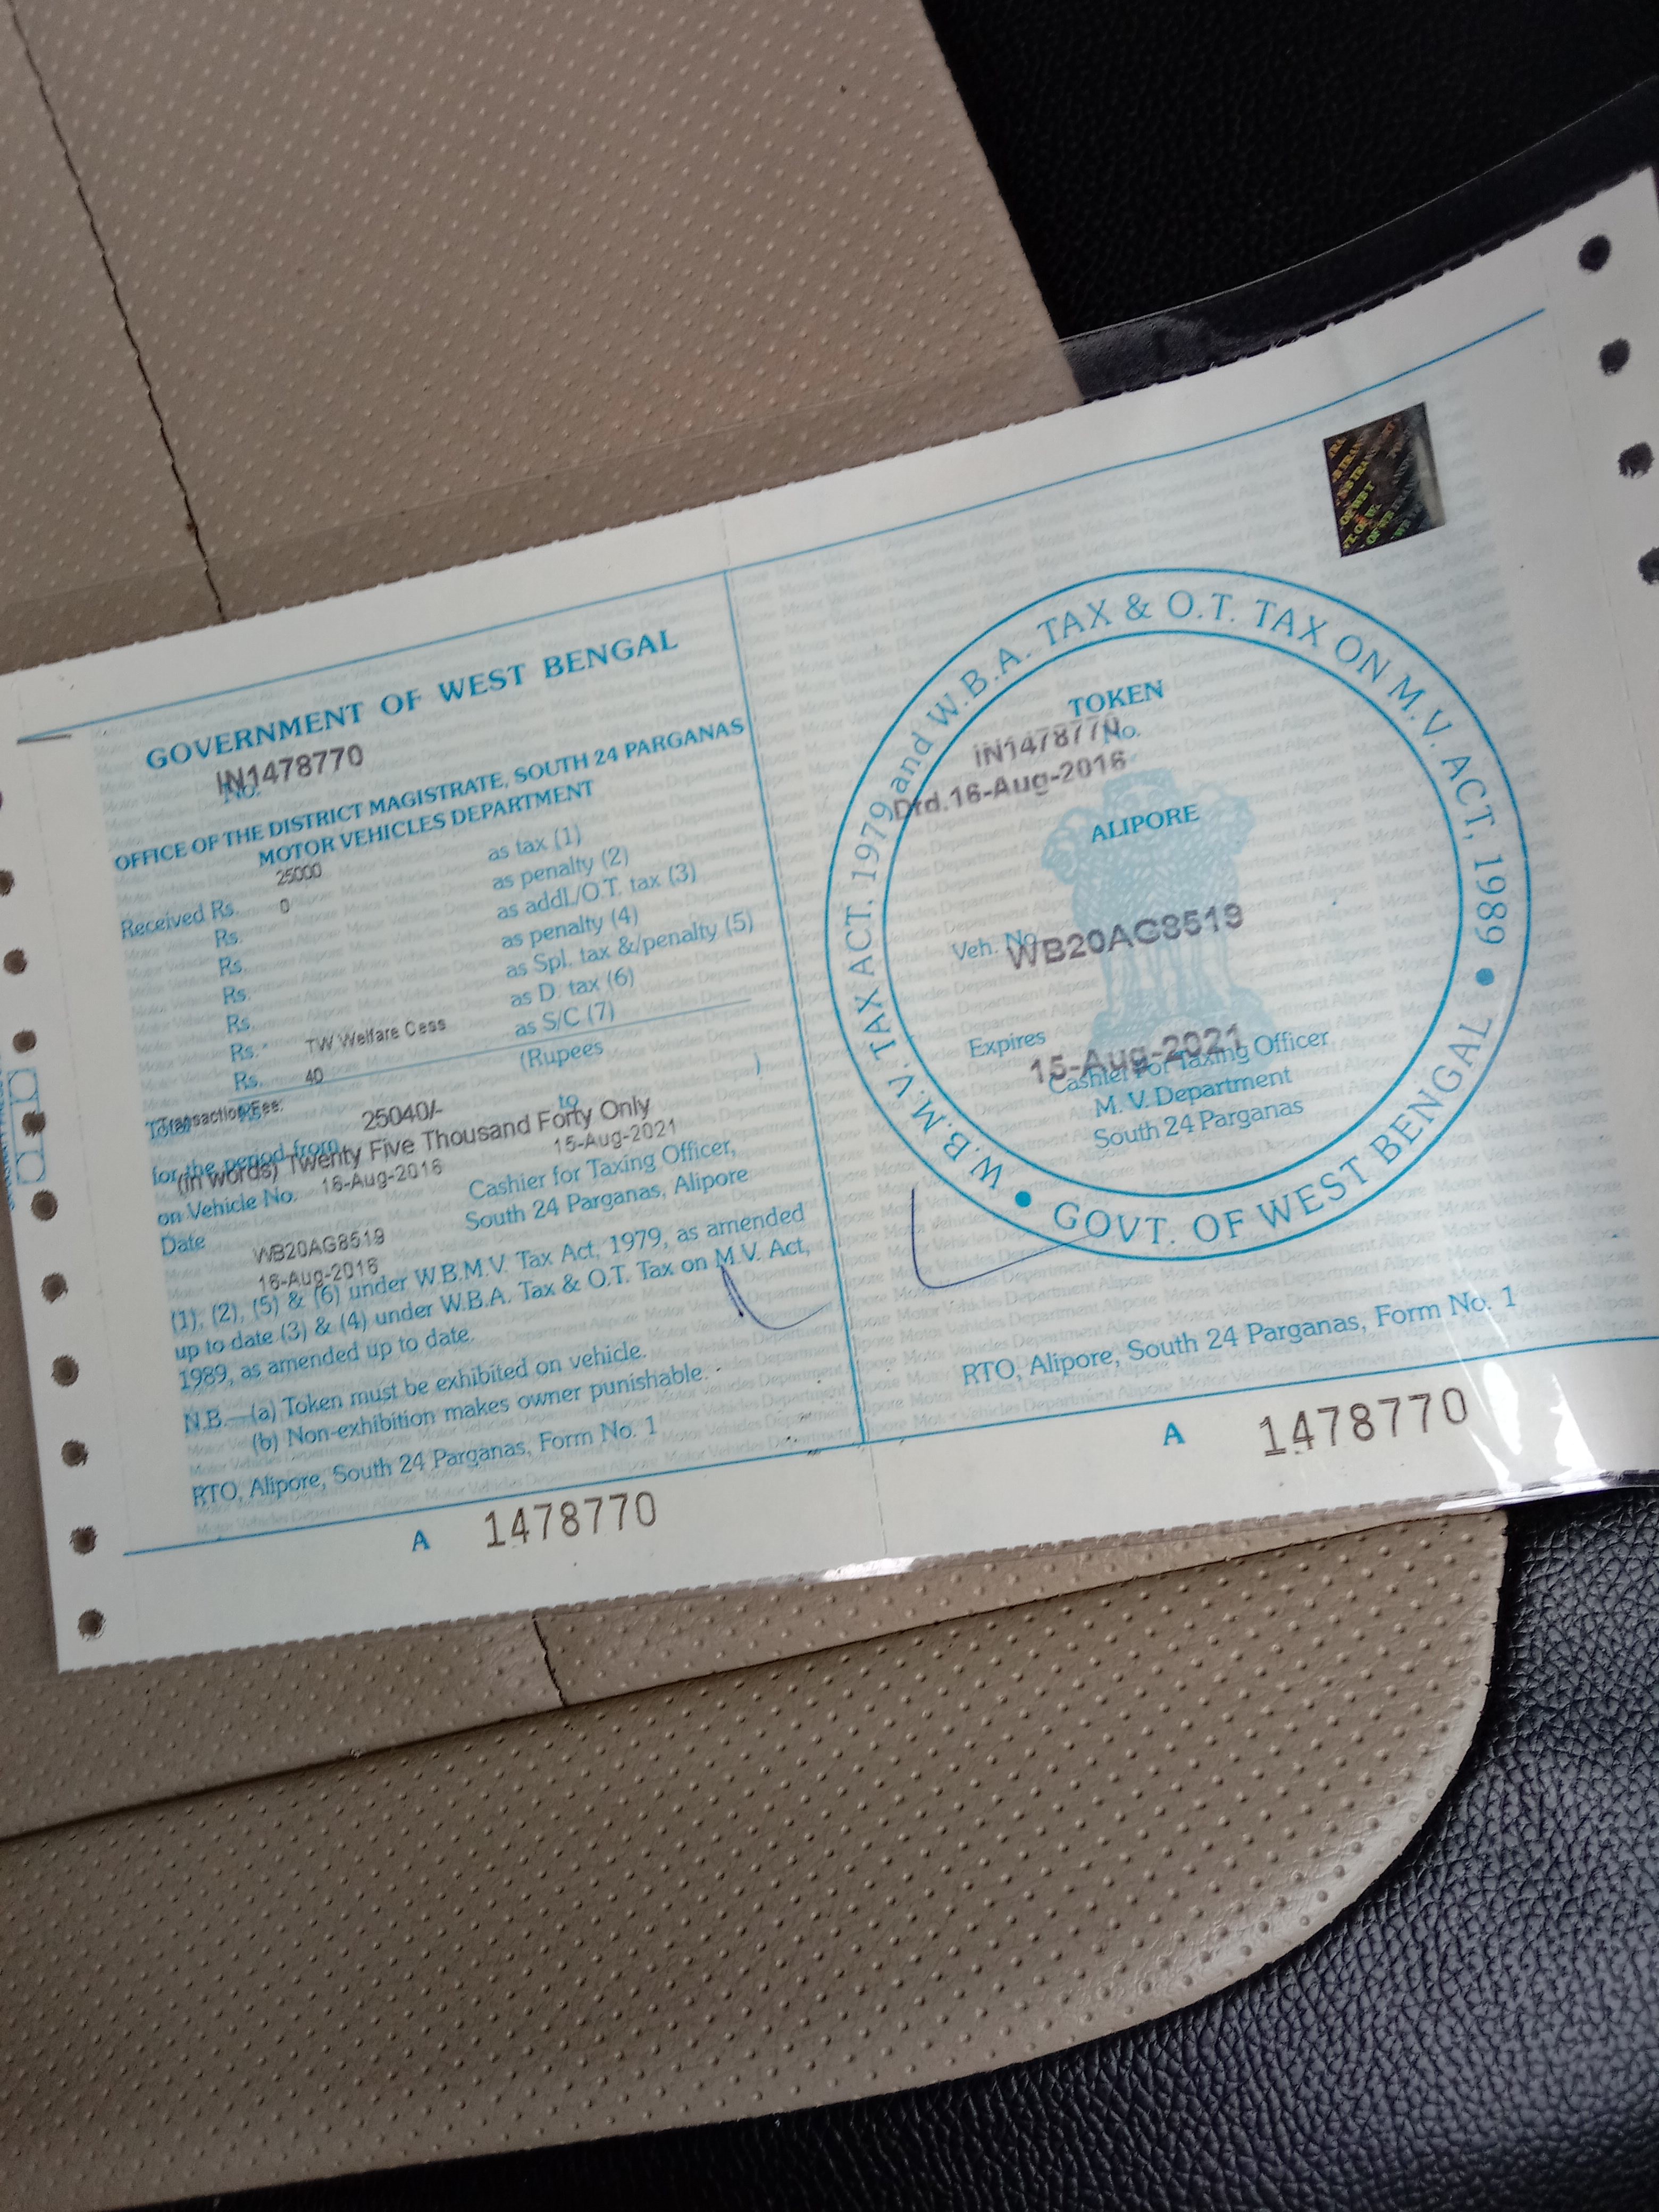 GOVERNMENT OF WEST BENGAL
IN1478770
No.
OFFICE OF THE DISTRICT MAGISTRATE, SOUTH 24 PARGANAS
MOTOR VEHICLES DEPARTMENT
Received Rs. 25000 as tax (1)
Rs. 0 as penalty (2)
Rs. as addl./O.T. tax (3)
Rs. as penalty (4)
Rs. as Spl. tax &/penalty (5)
Rs. - TW Welfare Cess as D. tax (6)
Rs. 40 as S/C (7)
Transaction Fee: (Rupees )
25040/-
for the period from to
(in words) Twenty Five Thousand Forty Only
16-Aug-2016 15-Aug-2021
on Vehicle No. Cashier for Taxing Officer,
Date South 24 Parganas, Alipore
WB20AG8519
16-Aug-2016
(1), (2), (5) & (6) under W.B.M.V. Tax Act, 1979, as amended
up to date (3) & (4) under W.B.A. Tax & O.T. Tax on M.V. Act,
1989, as amended up to date.
N.B.—(a) Token must be exhibited on vehicle.
(b) Non-exhibition makes owner punishable.
RTO, Alipore, South 24 Parganas, Form No. 1
A 1478770
W.B.M.V. TAX ACT. 1979 and W.B.A. TAX & O.T. TAX ON M.V. ACT, 1989
GOVT. OF WEST BENGAL
TOKEN
IN1478770
No.
Dtd.16-Aug-2016
ALIPORE
Veh. No. WB20AG8519
Expires
15-Aug-2021
Cashier For Taxing Officer
M. V. Department
South 24 Parganas
RTO, Alipore, South 24 Parganas, Form No. 1
A 1478770